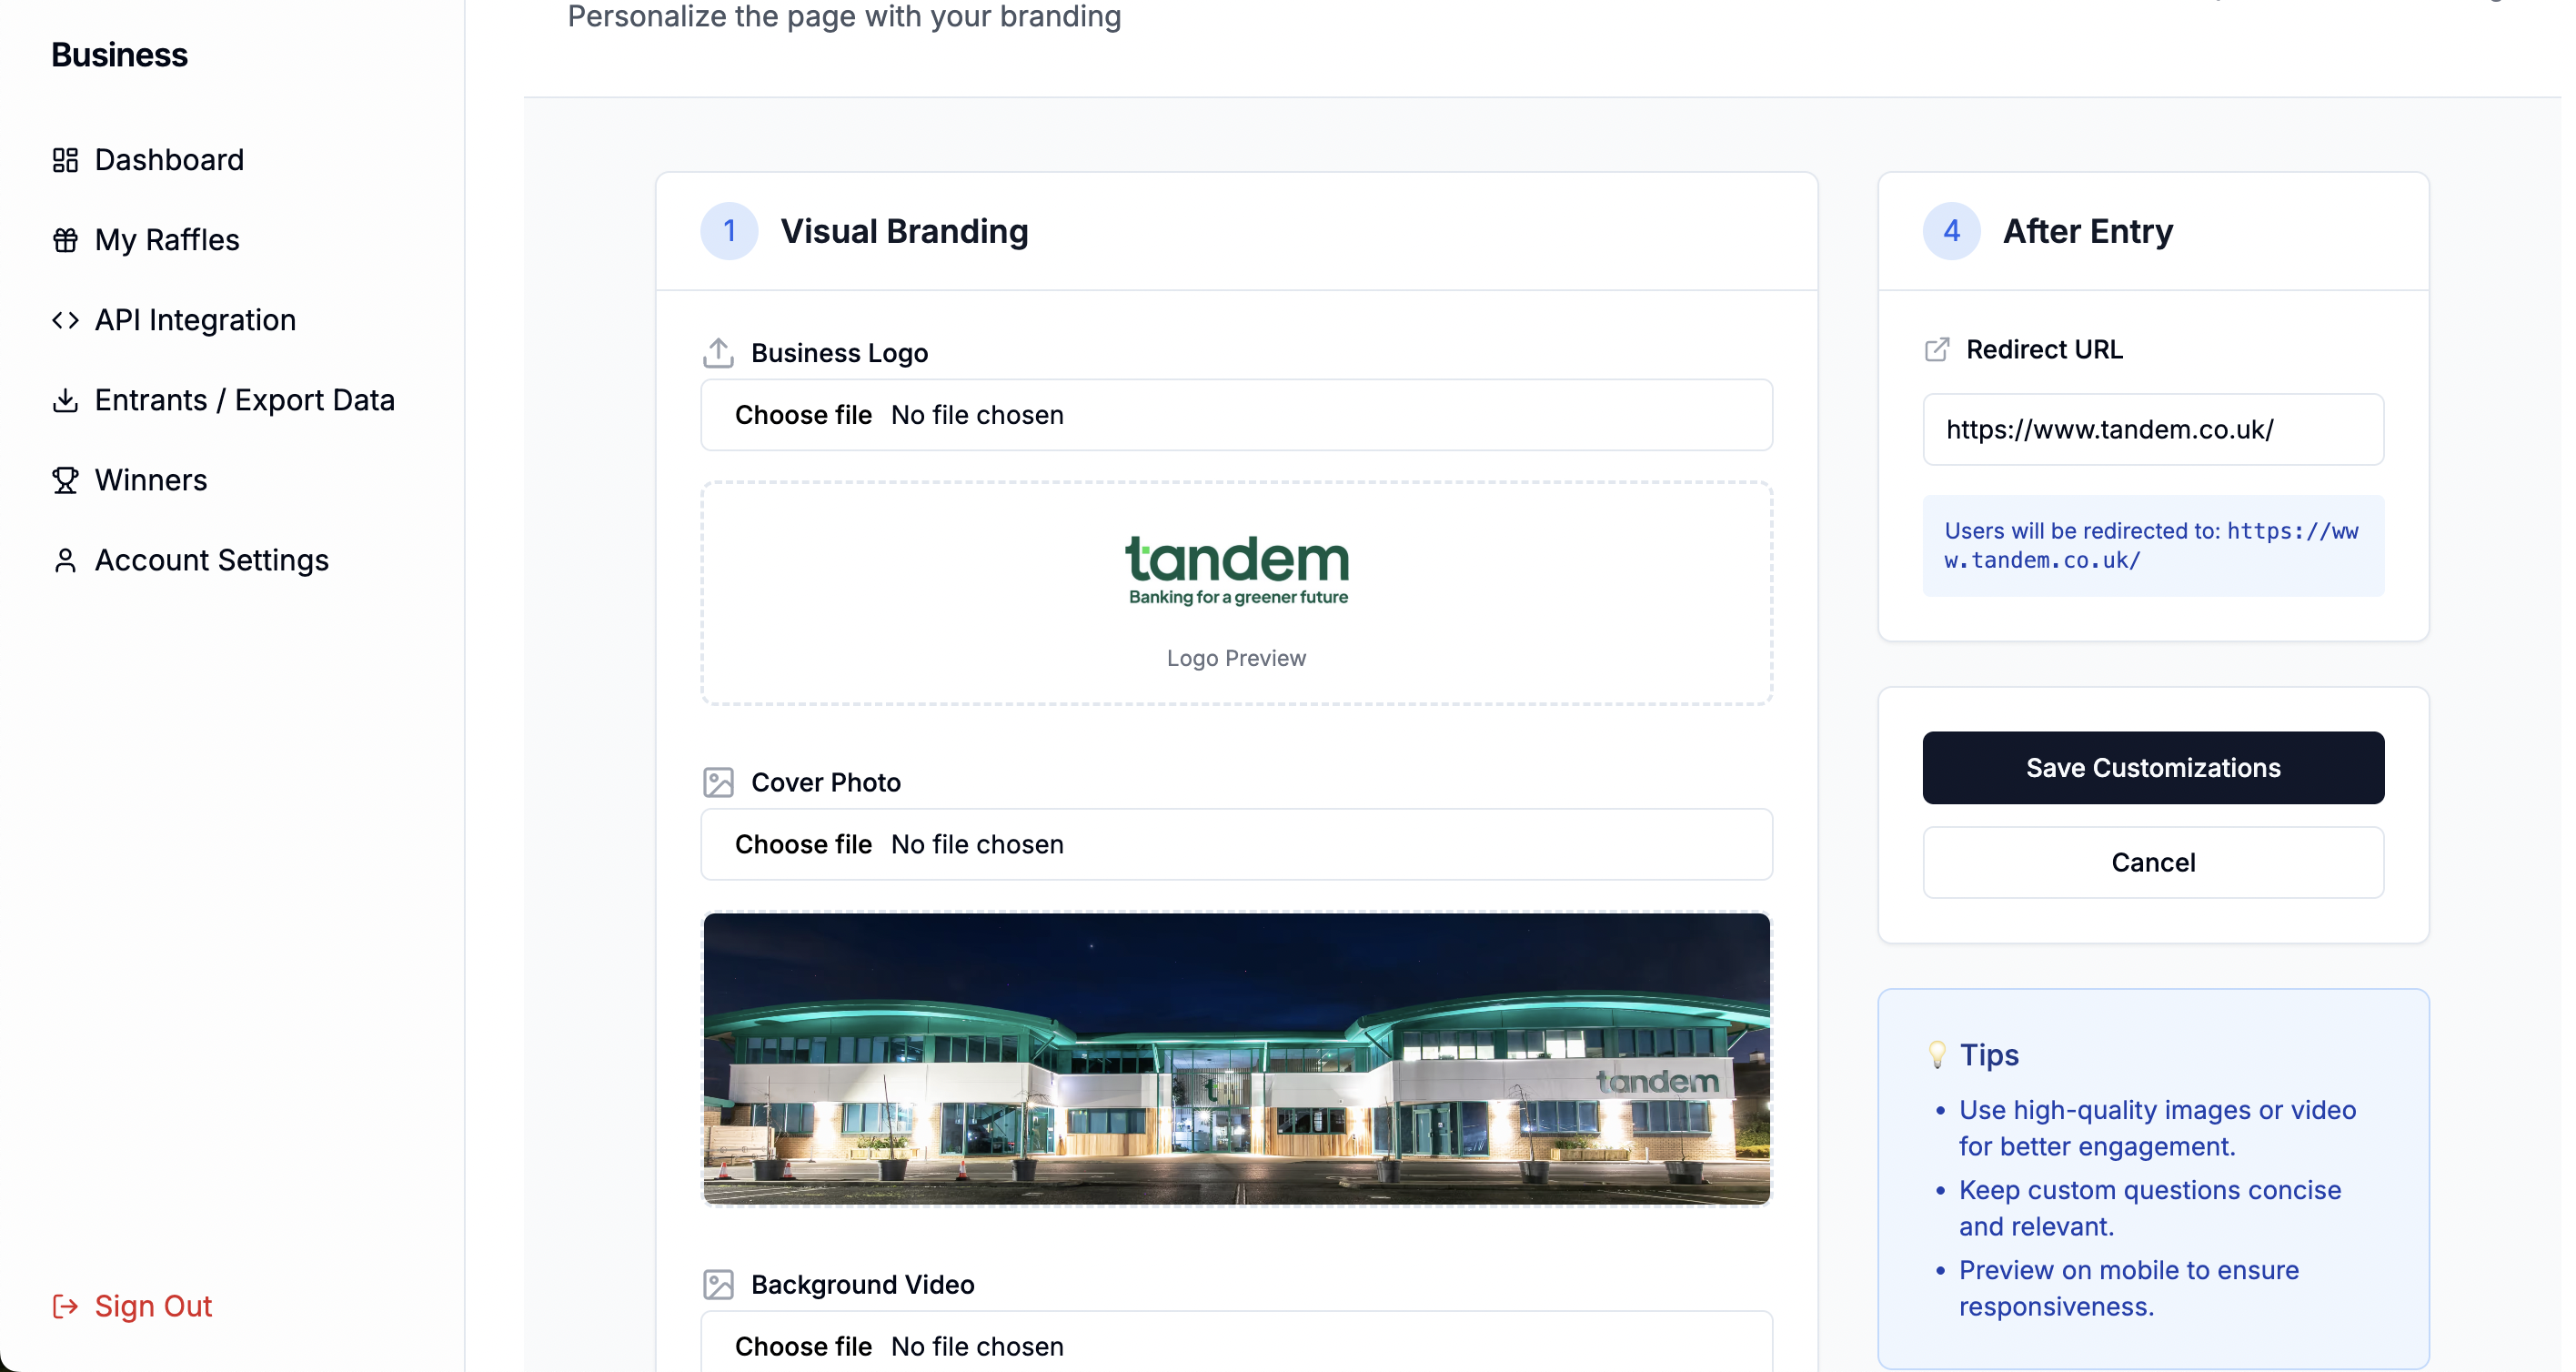 Personalize the page with your branding
Business
Dashboard
My Raffles
API Integration
Entrants / Export Data
Winners
Account Settings
Sign Out
1 Visual Branding
Business Logo
Choose file No file chosen
tandem
Banking for a greener future
Logo Preview
Cover Photo
Choose file No file chosen
tandem
Background Video
Choose file No file chosen
4 After Entry
Redirect URL
https://www.tandem.co.uk/
Users will be redirected to: https://ww
w.tandem.co.uk/
Save Customizations
Cancel
Tips
• Use high-quality images or video
for better engagement.
• Keep custom questions concise
and relevant.
• Preview on mobile to ensure
responsiveness.